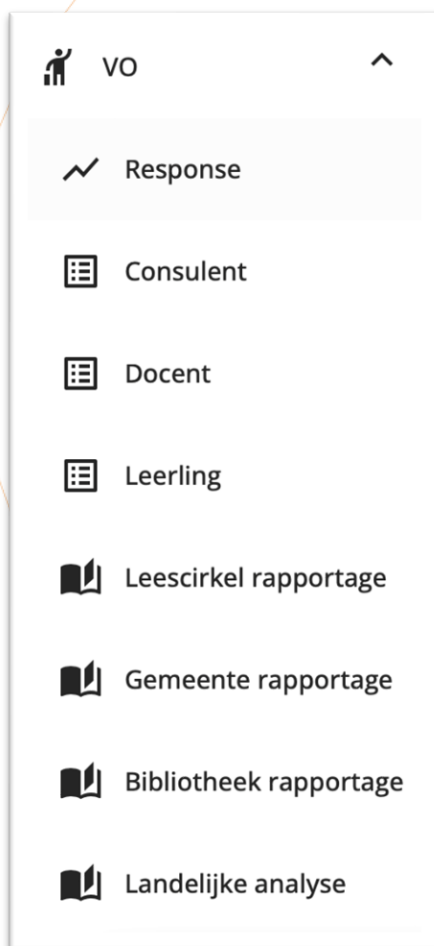 VO
Response
Consulent
Docent
Leerling
Leescirkel rapportage
Gemeente rapportage
Bibliotheek rapportage
Landelijke analyse